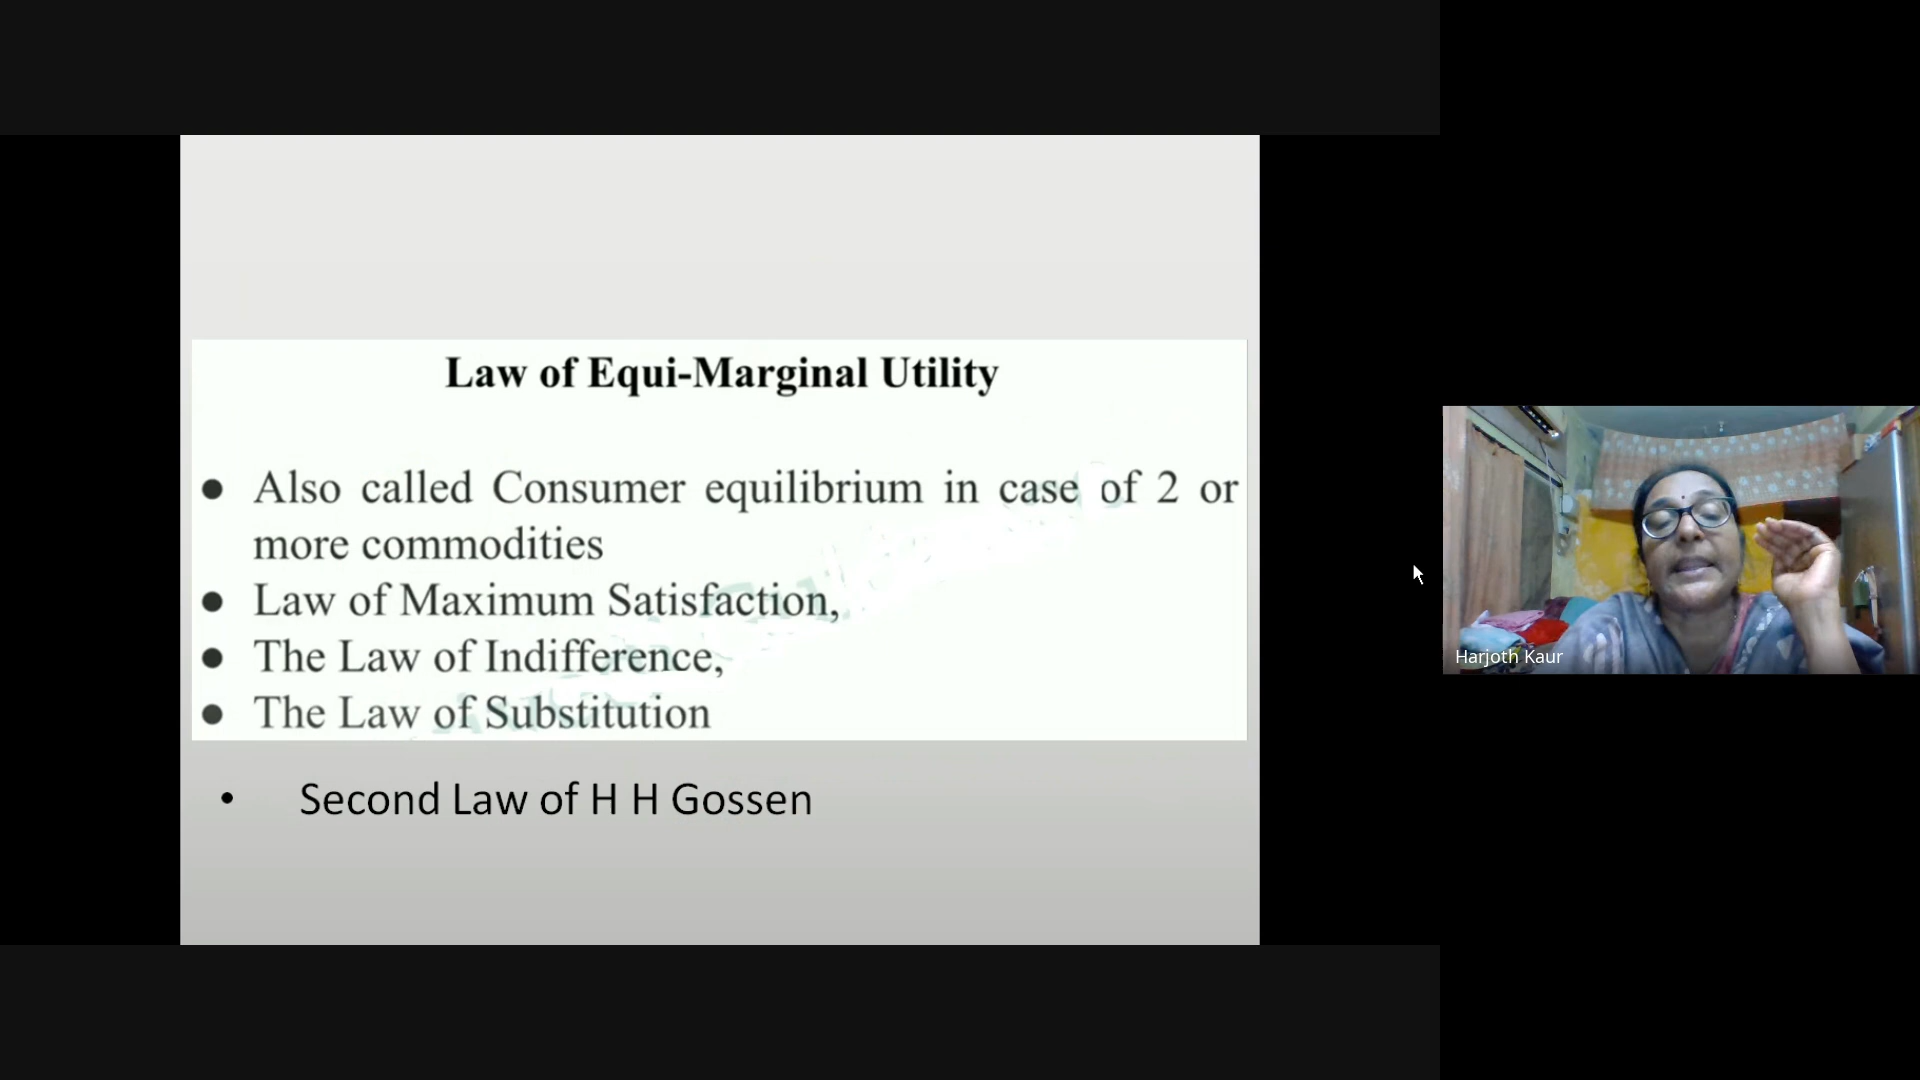 Law of Equi-Marginal Utility
● Also called Consumer equilibrium in case of 2 or
more commodities
● Law of Maximum Satisfaction,
● The Law of Indifference,
● The Law of Substitution
• Second Law of H H Gossen
Harjoth Kaur